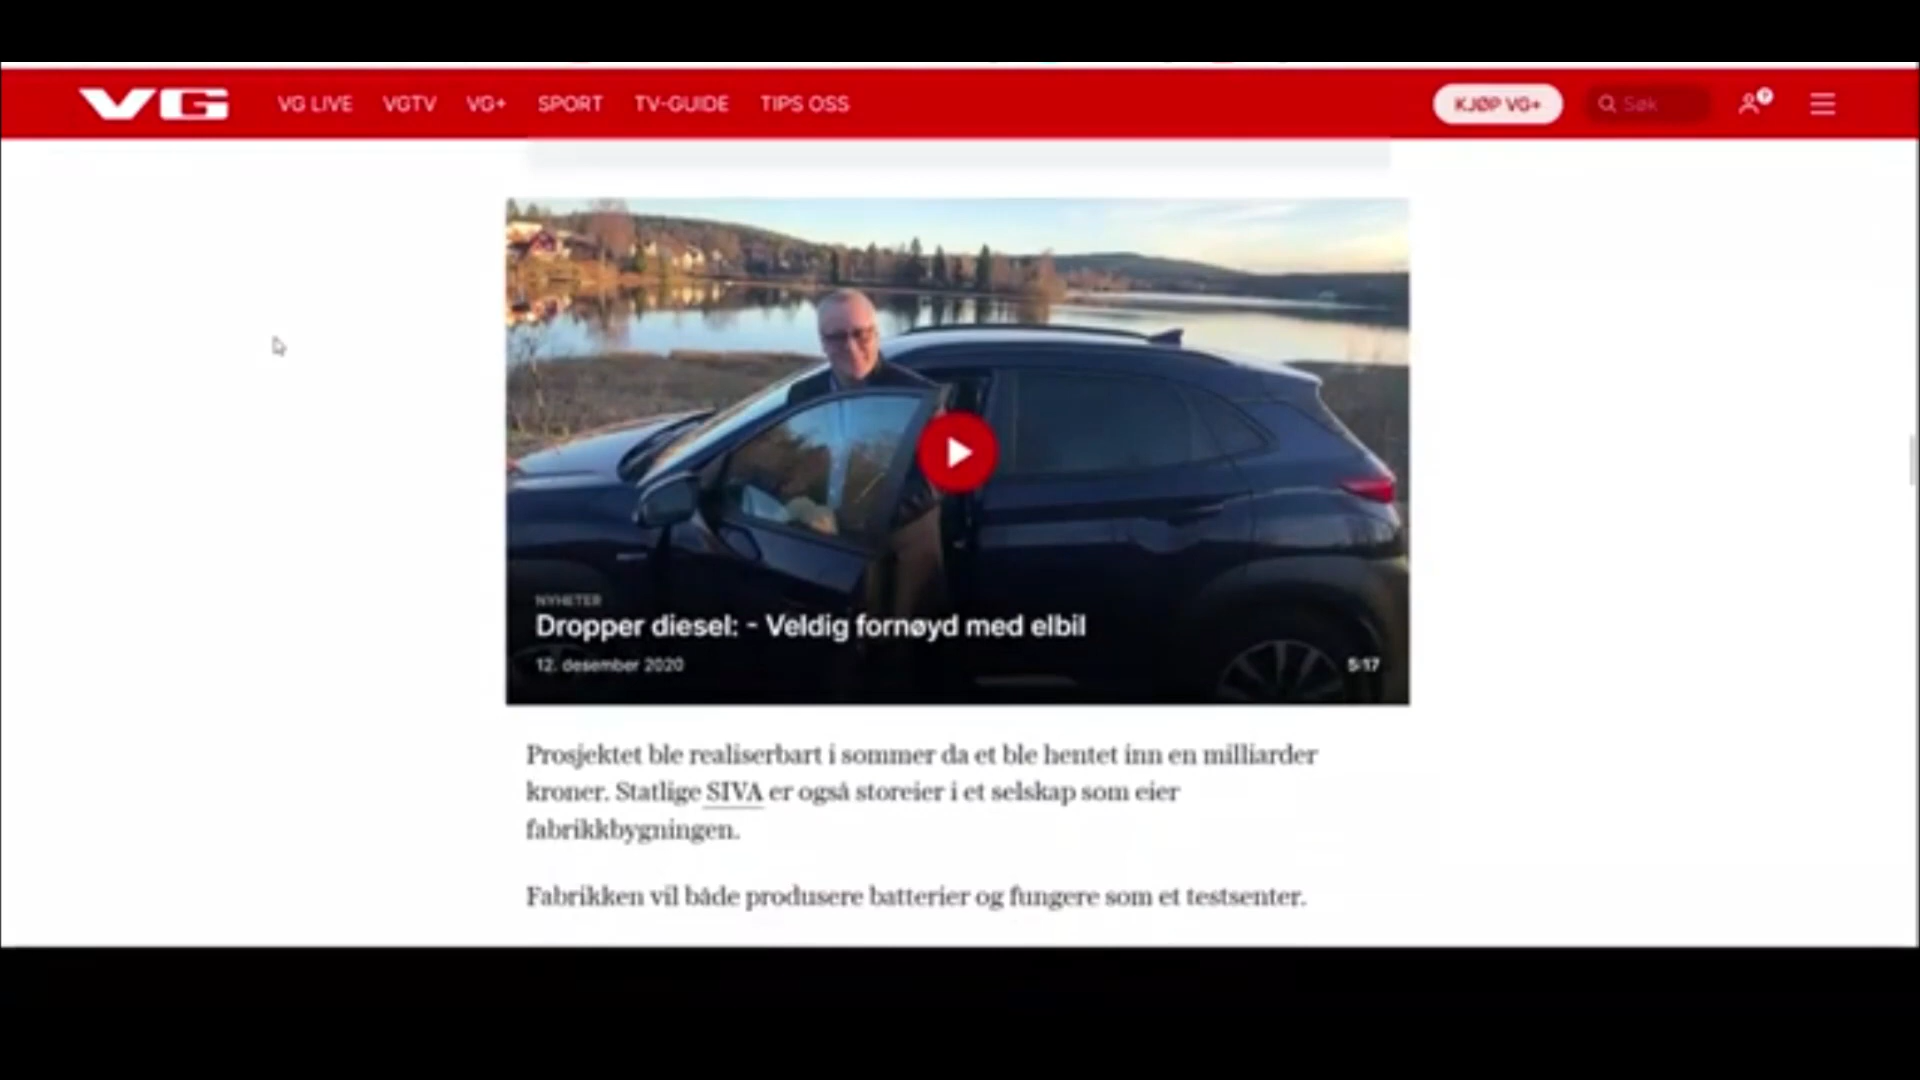 VG VG LIVE VGTV VG+ SPORT TV-GUIDE TIPS OSS KJØP VG+ Søk
NYHETER
Dropper diesel: - Veldig fornøyd med elbil
12. desember 2020 5:17
Prosjektet ble realiserbart i sommer da et ble hentet inn en milliarder
kroner. Statlige SIVA er også storeier i et selskap som eier
fabrikkbygningen.
Fabrikken vil både produsere batterier og fungere som et testsenter.